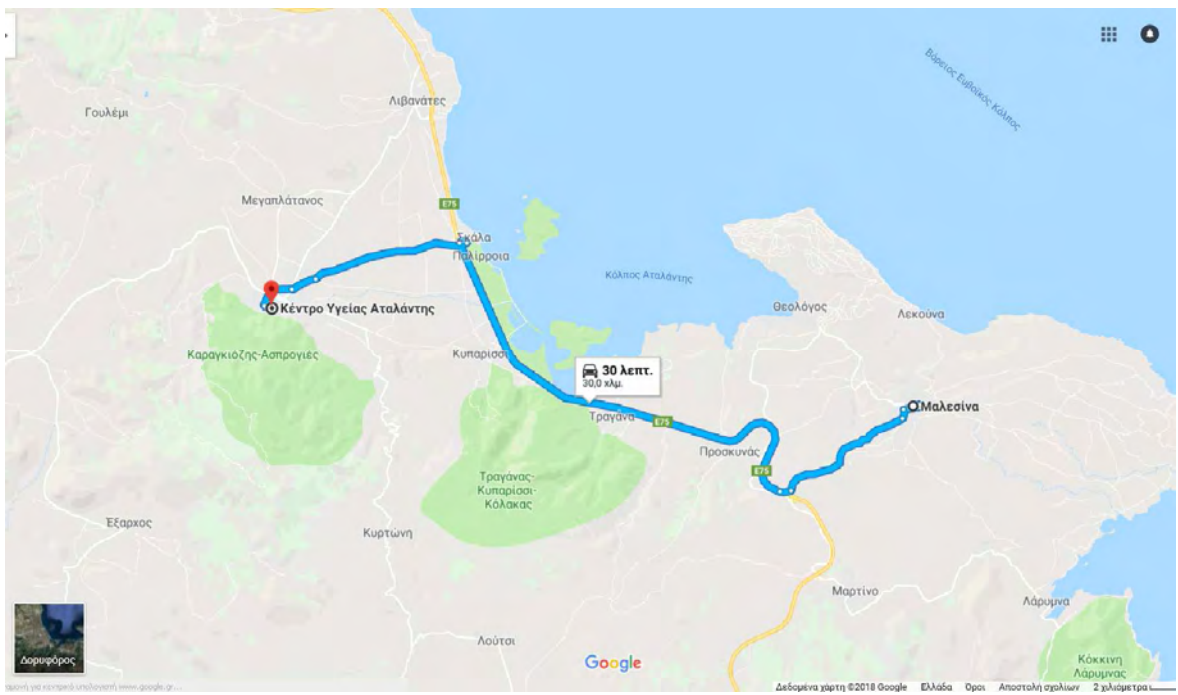 Βόρειος Ευβοϊκός Κόλπος
Λιβανάτες
Γουλέμι
Μεγαπλάτανος
E75
Σκάλα
Παλίρροια
Κόλπος Αταλάντης
Θεολόγος
Λεκούνα
Κέντρο Υγείας Αταλάντης
Καραγκιόζης-Ασπρογιές
Κυπαρίσσι
30 λεπτ.
30,0 χλμ.
Μαλεσίνα
Τραγάνα
E75
Προσκυνάς
E75
Τραγάνας-
Κυπαρίσσι-
Κόλακας
Έξαρχος
Κυρτώνη
Μαρτίνο
Λάρυμνα
Λούτσι
Κόκκινη
Λάρυμνας
Δορυφόρος
Google
Δεδομένα χάρτη ©2018 Google Ελλάδα Όροι Αποστολή σχολίων 2 χιλιόμετρα